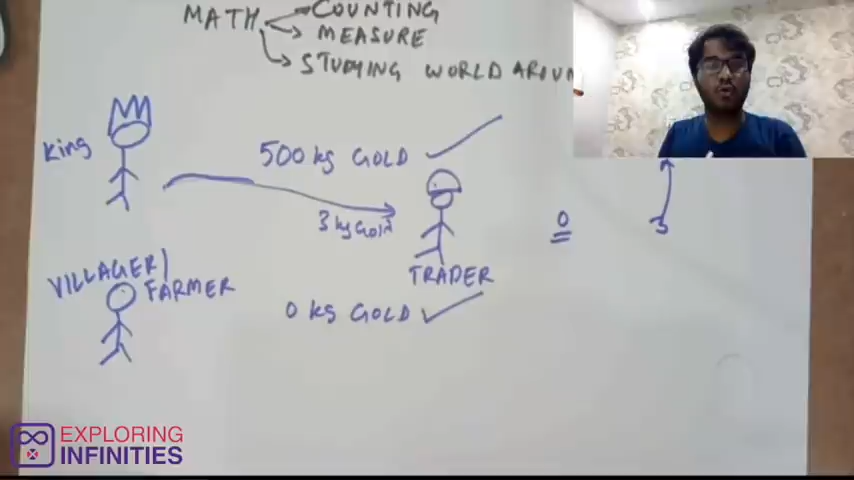 MATH
COUNTING
MEASURE
STUDYING WORLD AROUN
King
500 kg GOLD
3 kg Gold
0
3
TRADER
VILLAGER/
FARMER
0 kg GOLD
EXPLORING
INFINITIES